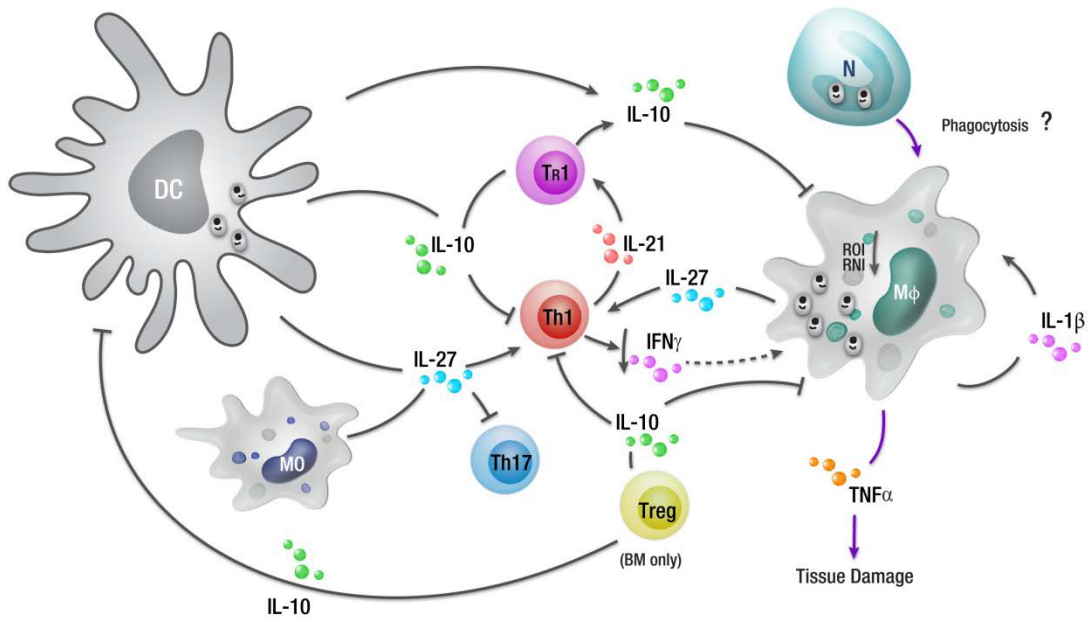 N
Phagocytosis ?
IL-10
DC
TR1
IL-10
IL-21
ROI
RNI
Mϕ
IL-27
Th1
IFNγ
IL-1β
IL-27
IL-10
MO
Th17
Treg
(BM only)
TNFα
Tissue Damage
IL-10